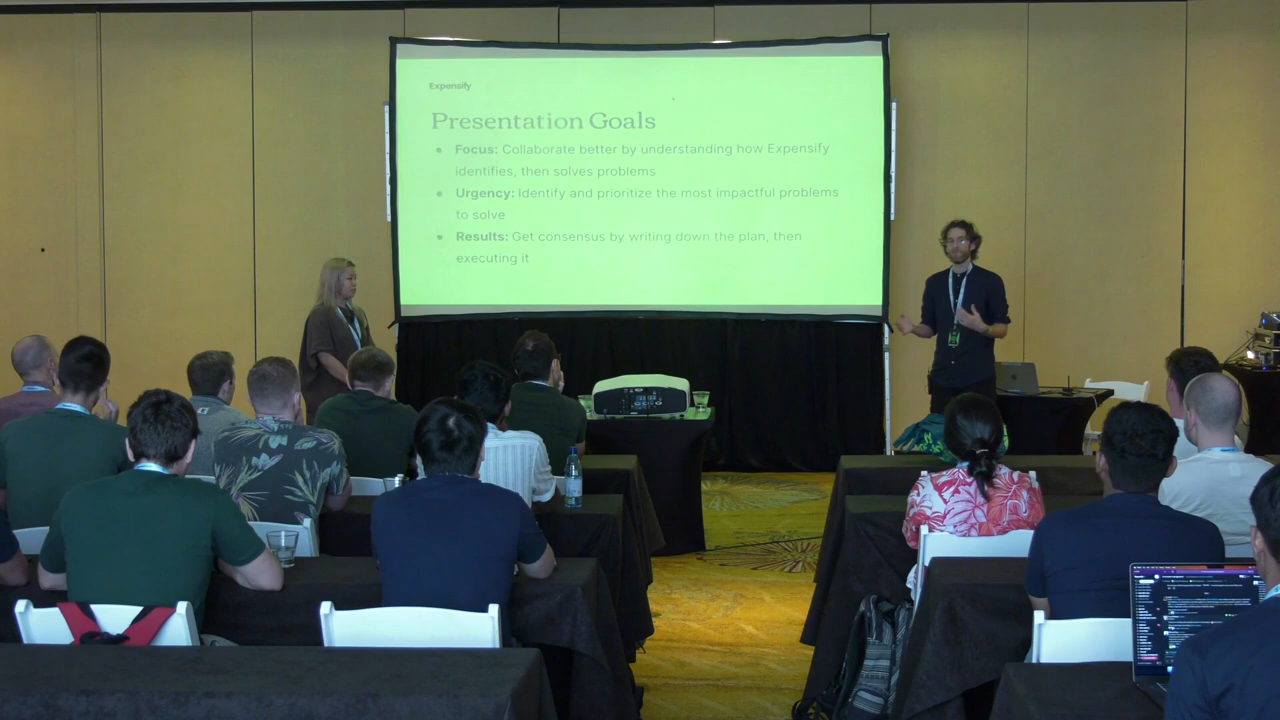 Expensify
Presentation Goals
● Focus: Collaborate better by understanding how Expensify
identifies, then solves problems
● Urgency: Identify and prioritize the most impactful problems
to solve
● Results: Get consensus by writing down the plan, then
executing it